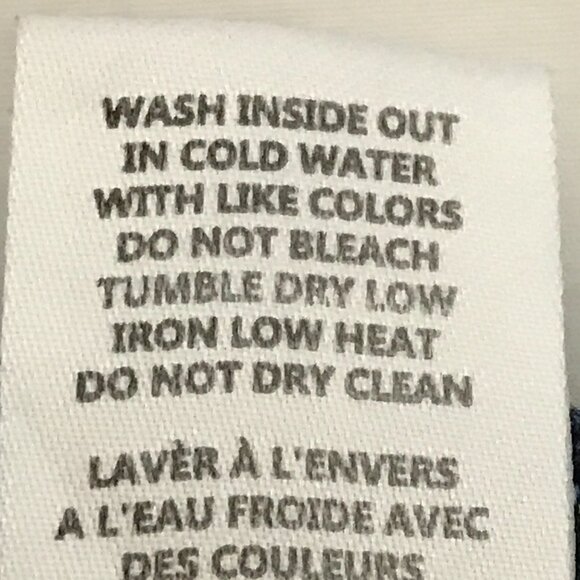 WASH INSIDE OUT
IN COLD WATER
WITH LIKE COLORS
DO NOT BLEACH
TUMBLE DRY LOW
IRON LOW HEAT
DO NOT DRY CLEAN
LAVÈR À L'ENVERS
A L'EAU FROIDE AVEC
DES COULEURS